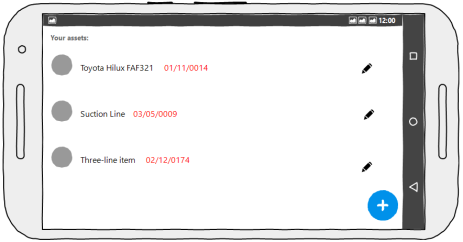 12:00
Your assets:
Toyota Hilux FAF321 01/11/0014
Suction Line 03/05/0009
Three-line item 02/12/0174